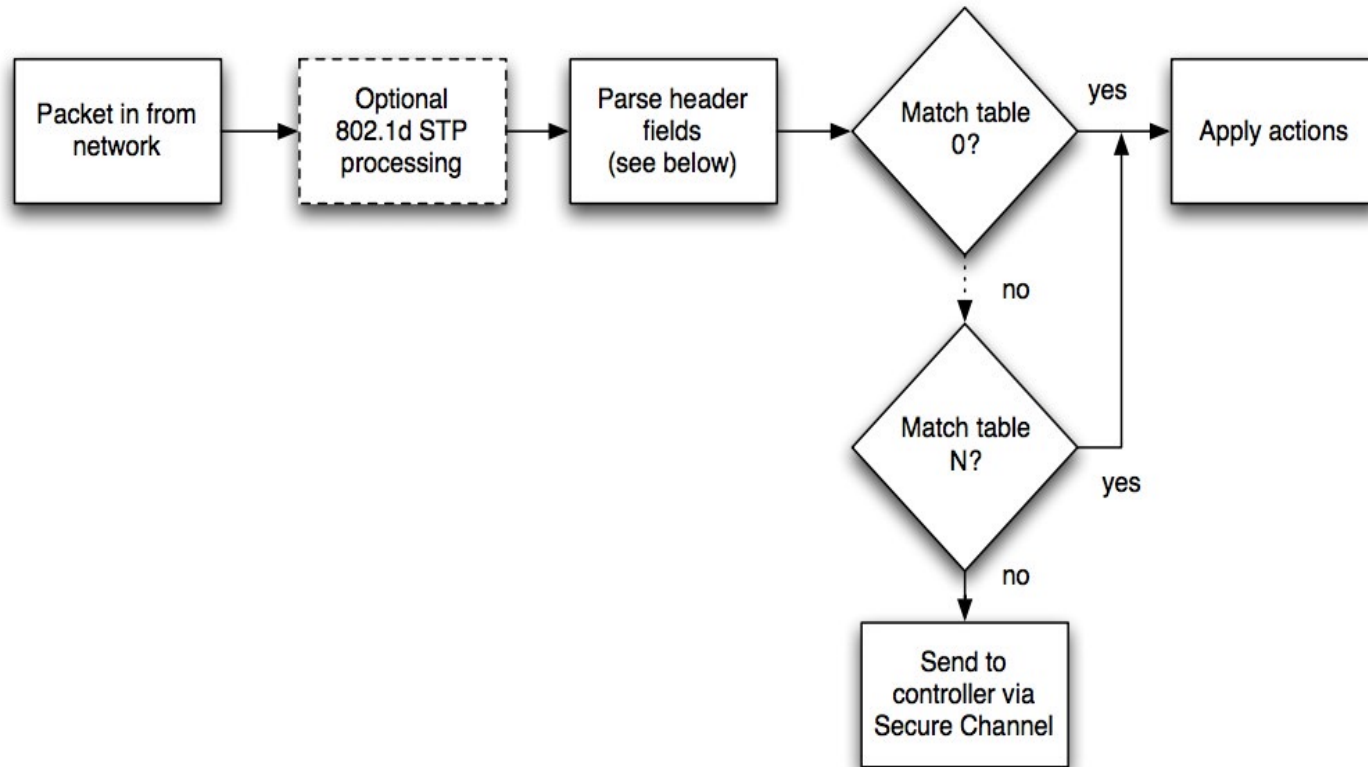 Packet in from
network
Optional
802.1d STP
processing
Parse header
fields
(see below)
Match table
0?
yes
Apply actions
no
Match table
N?
yes
no
Send to
controller via
Secure Channel